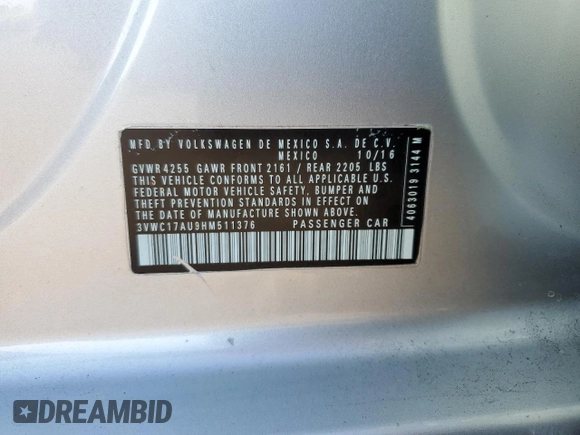 MFD. BY VOLKSWAGEN DE MEXICO S.A. DE C.V.
MEXICO 10/16
GVWR 4255 GAWR FRONT 2161 / REAR 2205 LBS
THIS VEHICLE CONFORMS TO ALL APPLICABLE U.S.
FEDERAL MOTOR VEHICLE SAFETY, BUMPER AND
THEFT PREVENTION STANDARDS IN EFFECT ON THE
DATE OF MANUFACTURE SHOWN ABOVE.
3VWC17AU9HM511376 PASSENGER CAR
4063019 3144 M
DREAMBID